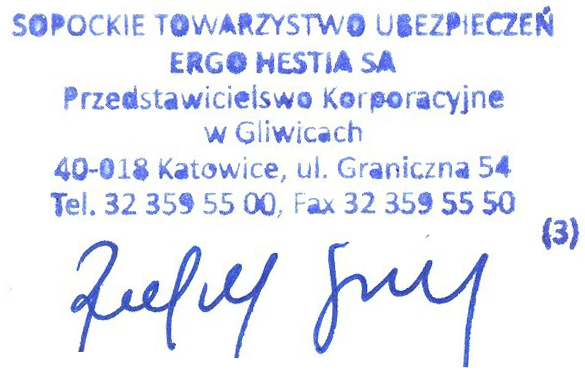 SOPOCKIE TOWARZYSTWO UBEZPIECZEŃ
ERGO HESTIA SA
Przedstawicielswo Korporacyjne
w Gliwicach
40-018 Katowice, ul. Graniczna 54
Tel. 32 359 55 00, Fax 32 359 55 50
(3)